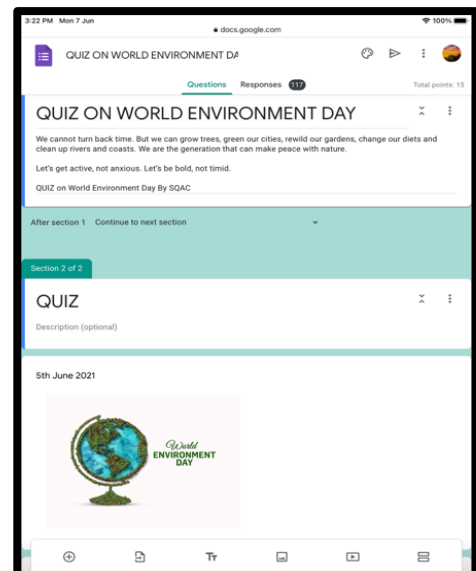 3:22 PM Mon 7 Jun
100%
docs.google.com
QUIZ ON WORLD ENVIRONMENT DA
Questions Responses 117
Total points: 15
QUIZ ON WORLD ENVIRONMENT DAY
We cannot turn back time. But we can grow trees, green our cities, rewild our gardens, change our diets and
clean up rivers and coasts. We are the generation that can make peace with nature.
Let's get active, not anxious. Let's be bold, not timid.
QUIZ on World Environment Day By SQAC
After section 1 Continue to next section
Section 2 of 2
QUIZ
Description (optional)
5th June 2021
World
ENVIRONMENT
DAY
Tт